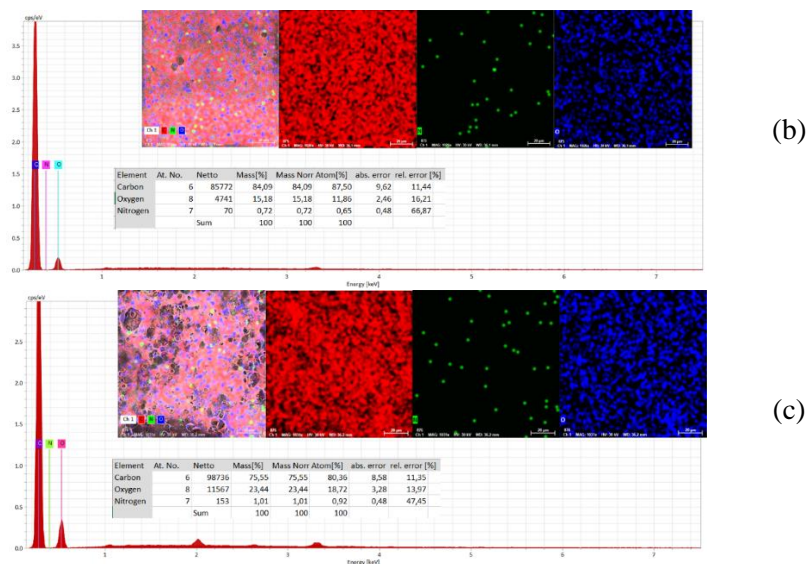 cps/eV
3.5
3.0
2.5
2.0
1.5
1.0
0.5
0.0
C N O
1 2 3 4 5 6 7
Energy [keV]
Ch 1 C N O
Element At. No. Netto Mass[%] Mass Norr Atom[%] abs. error rel. error [%]
Carbon 6 85772 84,09 84,09 87,50 9,62 11,44
Oxygen 8 4741 15,18 15,18 11,86 2,46 16,21
Nitrogen 7 70 0,72 0,72 0,65 0,48 66,87
Sum 100 100 100
(b)
cps/eV
2.5
2.0
1.5
1.0
0.5
0.0
C N O
1 2 3 4 5 6 7
Energy [keV]
Ch 1 C N O
Element At. No. Netto Mass[%] Mass Norr Atom[%] abs. error rel. error [%]
Carbon 6 98736 75,55 75,55 80,36 8,58 11,35
Oxygen 8 11567 23,44 23,44 18,72 3,28 13,97
Nitrogen 7 153 1,01 1,01 0,92 0,48 47,45
Sum 100 100 100
(c)